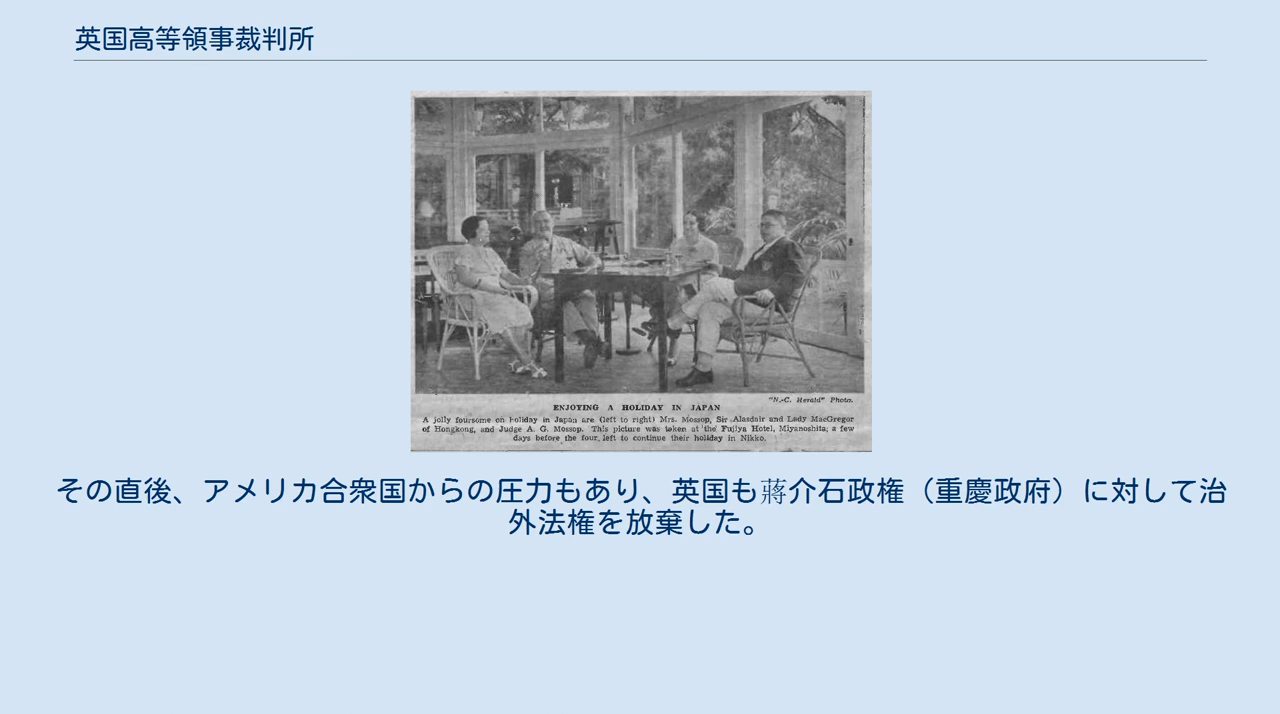 英国高等領事裁判所
"N.-C. Herald" Photo.
ENJOYING A HOLIDAY IN JAPAN
A jolly foursome on holiday in Japan are (left to right) Mrs. Mossop, Sir Alasdair and Lady MacGregor
of Hongkong, and Judge A. G. Mossop. This picture was taken at the Fujiya Hotel, Miyanoshita, a few
days before the four left to continue their holiday in Nikko.
その直後、アメリカ合衆国からの圧力もあり、英国も蔣介石政権（重慶政府）に対して治
外法権を放棄した。